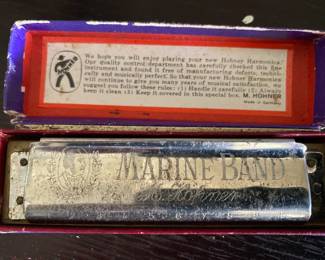 We hope you will enjoy playing your new Hohner Harmonica!
Our quality control department has carefully checked this fine
instrument and found it free of manufacturing defects, technic-
ally and musically perfect. So that your new Hohner Harmonica
will continue to give you many years of musical satisfaction, we
suggest you follow these rules: (1) Handle it carefully (2) Always
keep it clean (3) Keep it covered in this special box. M. HOHNER
Made in Germany
MARINE BAND
M. Hohner